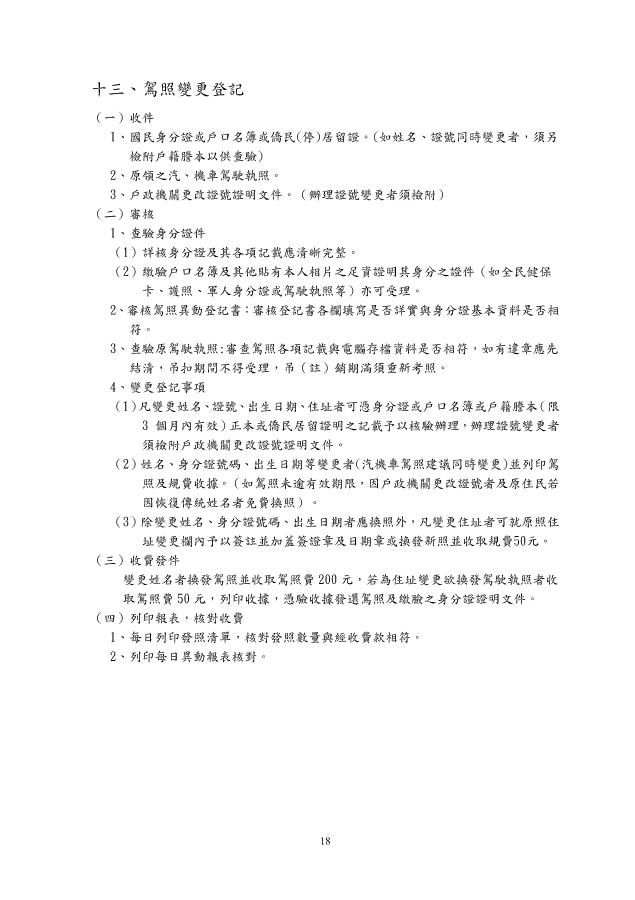 十三、駕照變更登記
（一）收件
1、國民身分證或戶口名簿或僑民(停)居留證。(如姓名、證號同時變更者，須另
檢附戶籍謄本以供查驗)
2、原領之汽、機車駕駛執照。
3、戶政機關更改證號證明文件。（辦理證號變更者須檢附）
（二）審核
1、查驗身分證件
（1）詳核身分證及其各項記載應清晰完整。
（2）繳驗戶口名簿及其他貼有本人相片之足資證明其身分之證件（如全民健保
卡、護照、軍人身分證或駕駛執照等）亦可受理。
2、審核駕照異動登記書：審核登記書各欄填寫是否詳實與身分證基本資料是否相
符。
3、查驗原駕駛執照:審查駕照各項記載與電腦存檔資料是否相符，如有違章應先
結清，吊扣期間不得受理，吊（註）銷期滿須重新考照。
4、變更登記事項
（1）凡變更姓名、證號、出生日期、住址者可憑身分證或戶口名簿或戶籍謄本（限
3 個月內有效）正本或僑民居留證明之記載予以核驗辦理，辦理證號變更者
須檢附戶政機關更改證號證明文件。
（2）姓名、身分證號碼、出生日期等變更者(汽機車駕照建議同時變更)並列印駕
照及規費收據。（如駕照未逾有效期限，因戶政機關更改證號者及原住民若
因恢復傳統姓名者免費換照）。
（3）除變更姓名、身分證號碼、出生日期者應換照外，凡變更住址者可就原照住
址變更欄內予以簽註並加蓋簽證章及日期章或換發新照並收取規費50元。
（三）收費發件
變更姓名者換發駕照並收取駕照費 200 元，若為住址變更欲換發駕駛執照者收
取駕照費 50 元，列印收據，憑驗收據發還駕照及繳驗之身分證證明文件。
（四）列印報表，核對收費
1、每日列印發照清單，核對發照數量與經收費款相符。
2、列印每日異動報表核對。
18